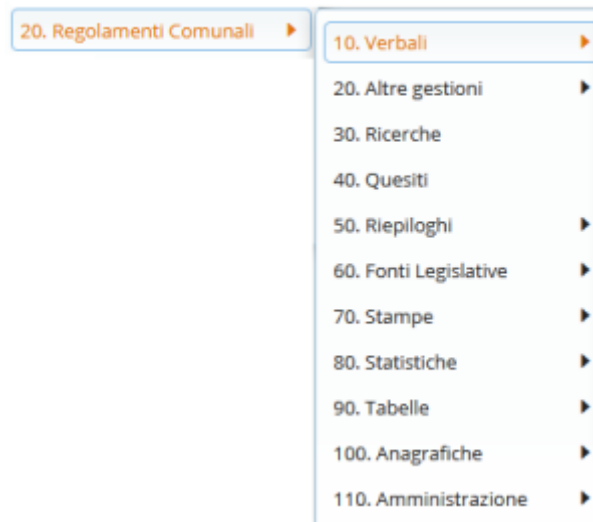 20. Regolamenti Comunali
10. Verbali
20. Altre gestioni
30. Ricerche
40. Quesiti
50. Riepiloghi
60. Fonti Legislative
70. Stampe
80. Statistiche
90. Tabelle
100. Anagrafiche
110. Amministrazione